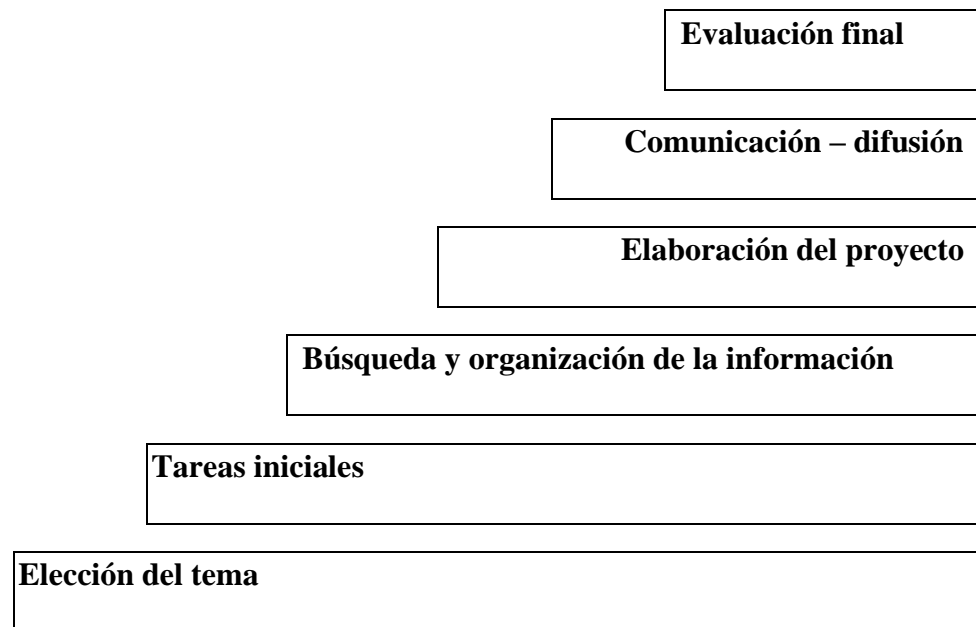 Evaluación final
Comunicación – difusión
Elaboración del proyecto
Búsqueda y organización de la información
Tareas iniciales
Elección del tema